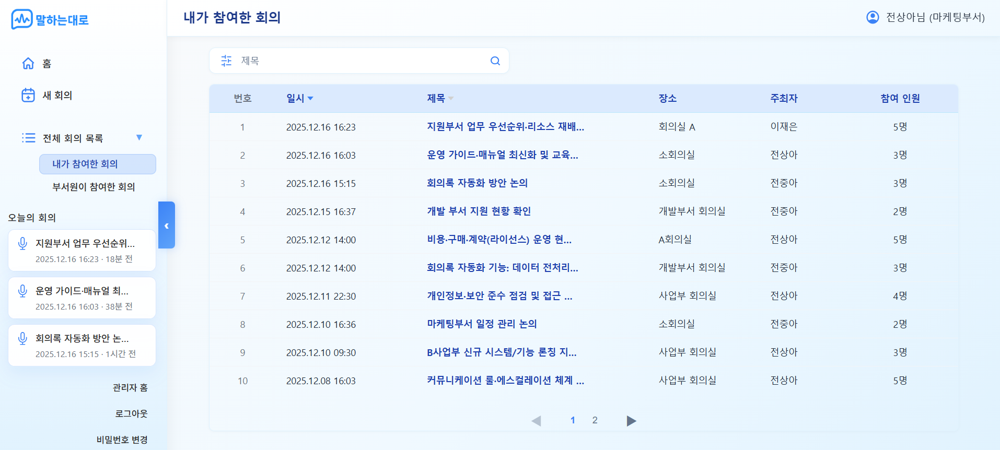 말하는대로
홈
새 회의
전체 회의 목록 ▼
내가 참여한 회의
부서원이 참여한 회의
오늘의 회의
지원부서 업무 우선순위...
2025.12.16 16:23 · 18분 전
운영 가이드·매뉴얼 최...
2025.12.16 16:03 · 38분 전
회의록 자동화 방안 논...
2025.12.16 15:15 · 1시간 전
관리자 홈
로그아웃
비밀번호 변경
내가 참여한 회의
전상아님 (마케팅부서)
제목
번호 일시 제목 장소 주최자 참여 인원
1 2025.12.16 16:23 지원부서 업무 우선순위·리소스 재배... 회의실 A 이재은 5명
2 2025.12.16 16:03 운영 가이드·매뉴얼 최신화 및 교육... 소회의실 전상아 3명
3 2025.12.16 15:15 회의록 자동화 방안 논의 소회의실 전중아 3명
4 2025.12.15 16:37 개발 부서 지원 현황 확인 개발부서 회의실 전중아 2명
5 2025.12.12 14:00 비용·구매·계약(라이선스) 운영 현... A회의실 전상아 5명
6 2025.12.12 14:00 회의록 자동화 기능: 데이터 전처리... 개발부서 회의실 전중아 3명
7 2025.12.11 22:30 개인정보·보안 준수 점검 및 접근 ... 사업부 회의실 전상아 4명
8 2025.12.10 16:36 마케팅부서 일정 관리 논의 소회의실 전중아 2명
9 2025.12.10 09:30 B사업부 신규 시스템/기능 론칭 지... 사업부 회의실 전상아 3명
10 2025.12.08 16:03 커뮤니케이션 룰·에스컬레이션 체계 ... 사업부 회의실 전상아 5명
◀ 1 2 ▶